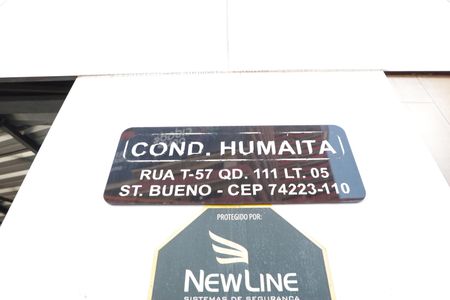 COND. HUMAITA
RUA T-57 QD. 111 LT. 05
ST. BUENO - CEP 74223-110
PROTEGIDO POR:
NEWLINE
SISTEMAS DE SEGURANÇA